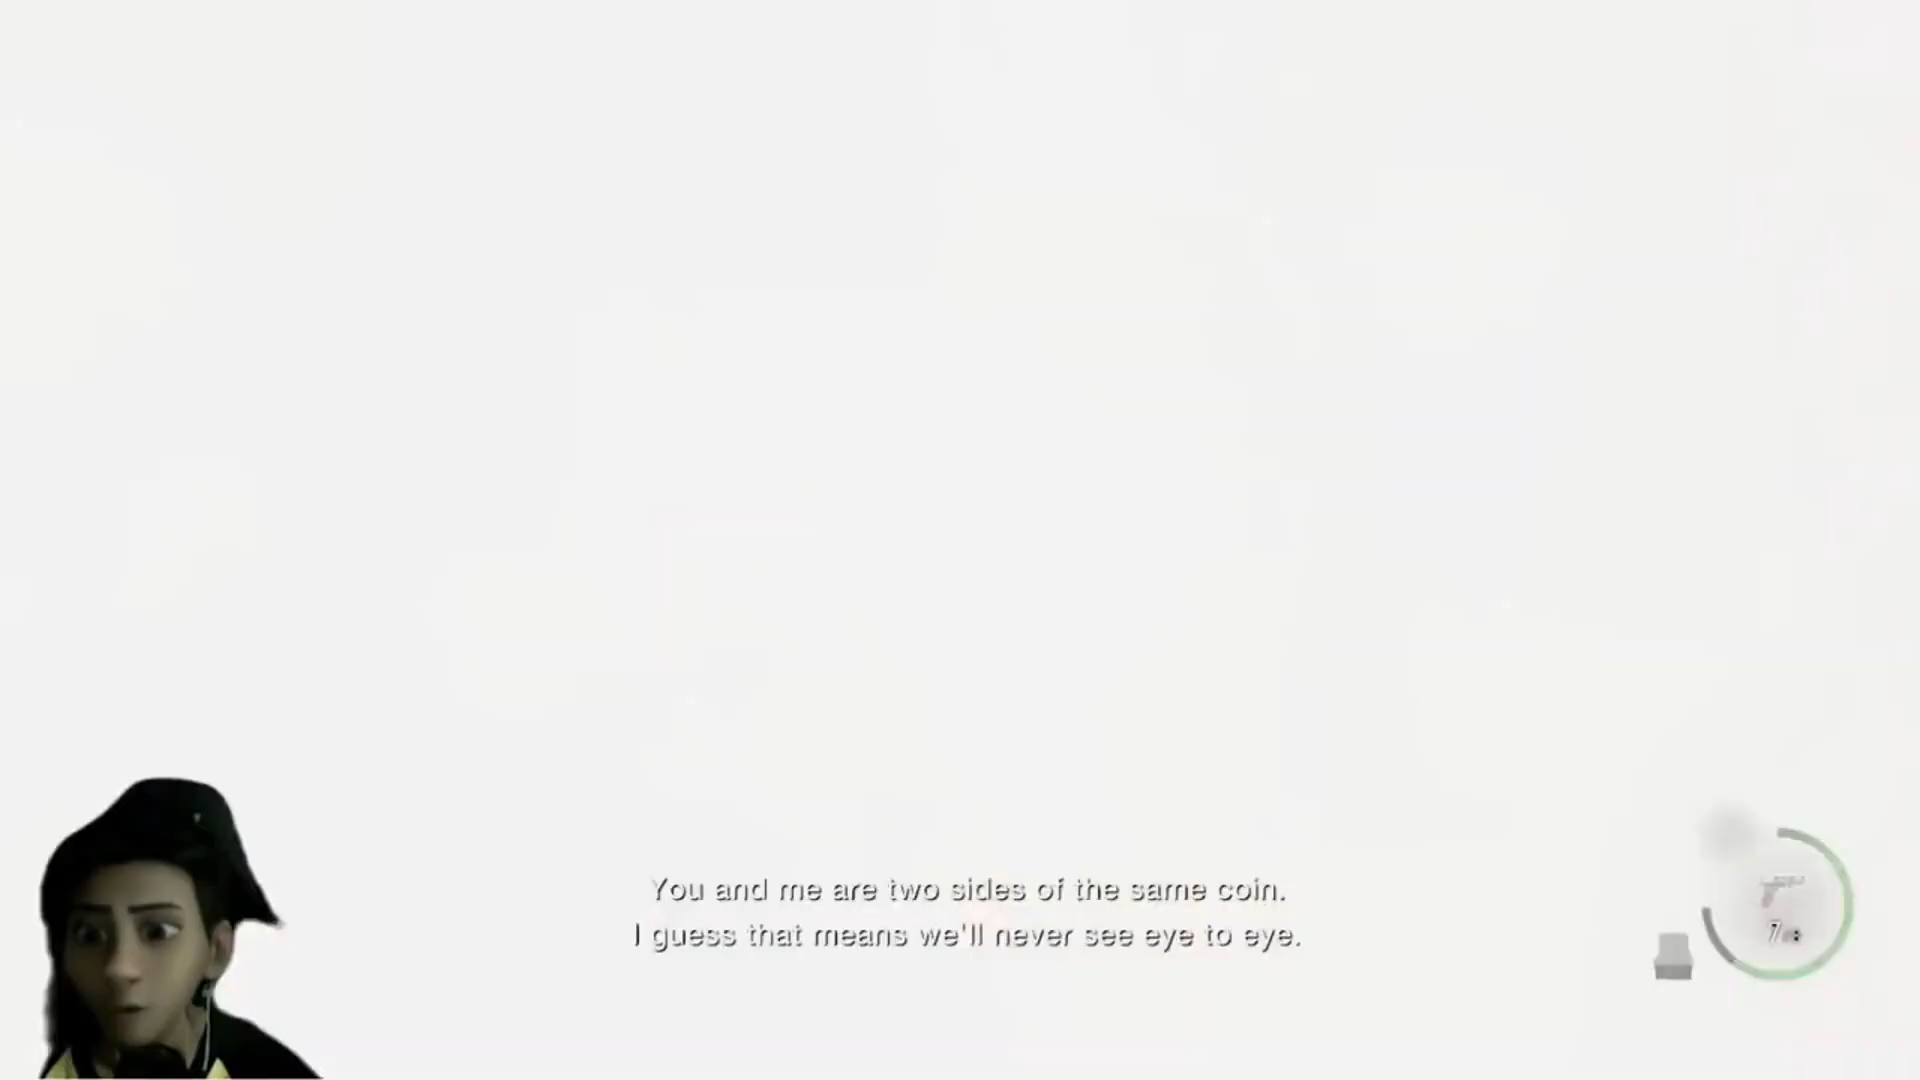 You and me are two sides of the same coin.
I guess that means we'll never see eye to eye.
7